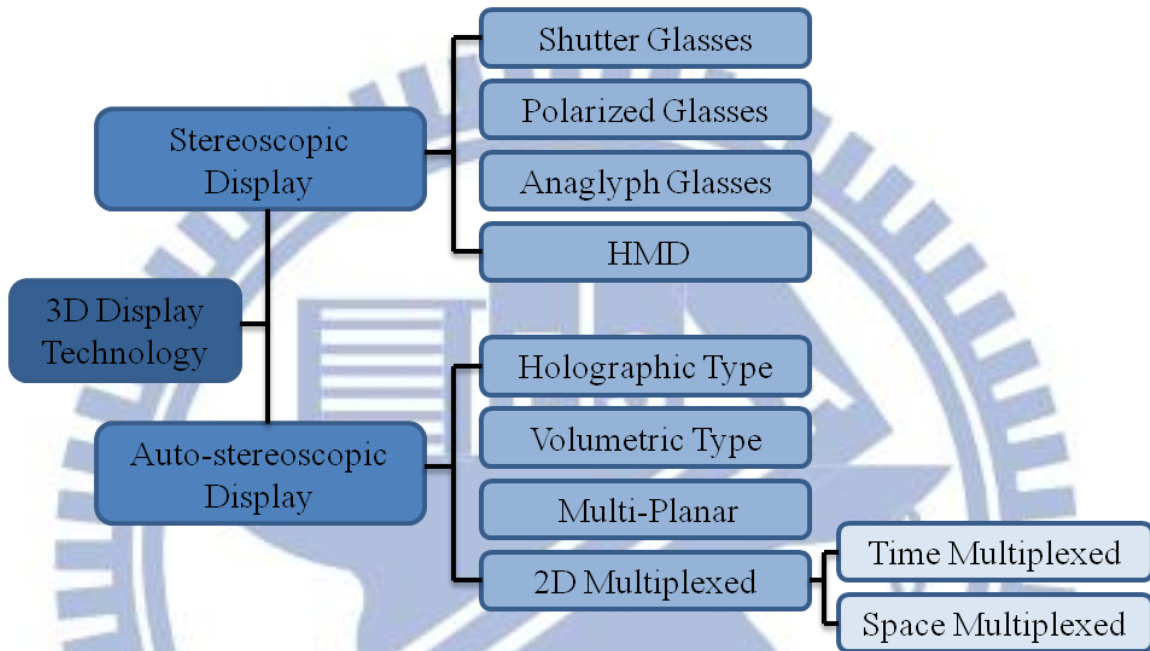 Shutter Glasses
Polarized Glasses
Stereoscopic
Display
Anaglyph Glasses
HMD
3D Display
Technology
Holographic Type
Auto-stereoscopic
Display
Volumetric Type
Multi-Planar
2D Multiplexed
Time Multiplexed
Space Multiplexed